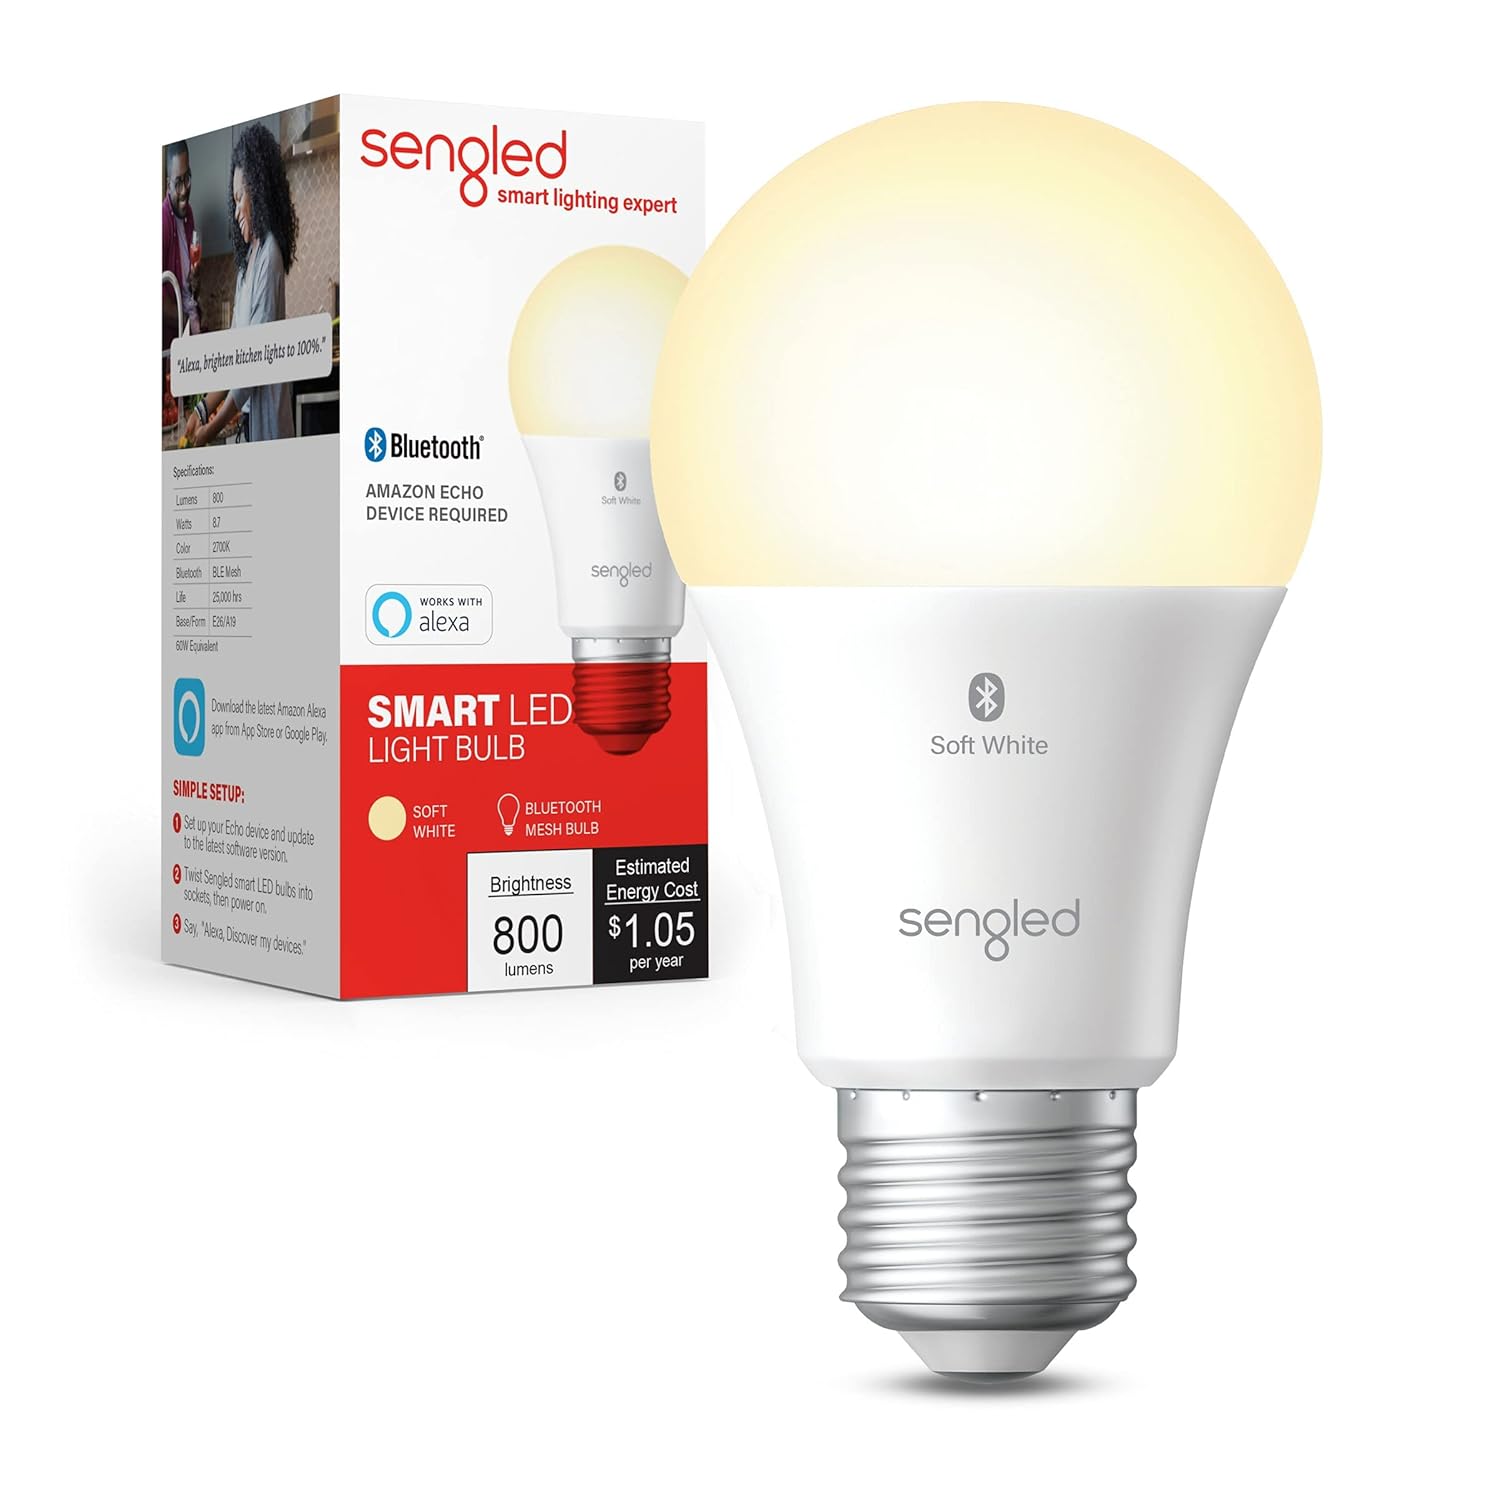 sengled
smart lighting expert
"Alexa, brighten kitchen lights to 100%."
Bluetooth®
AMAZON ECHO
DEVICE REQUIRED
WORKS WITH
alexa
Soft White
sengled
Specifications:
Lumens 800
Watts 8.7
Color 2700K
Bluetooth BLE Mesh
Life 25,000 hrs
Base/Form E26/A19
60W Equivalent
Download the latest Amazon Alexa
app from App Store or Google Play.
SIMPLE SETUP:
1 Set up your Echo device and update
to the latest software version.
2 Twist Sengled smart LED bulbs into
sockets, then power on.
3 Say, "Alexa, Discover my devices."
SMART LED
LIGHT BULB
SOFT
WHITE
BLUETOOTH
MESH BULB
Brightness
800
lumens
Estimated
Energy Cost
$1.05
per year
Soft White
sengled